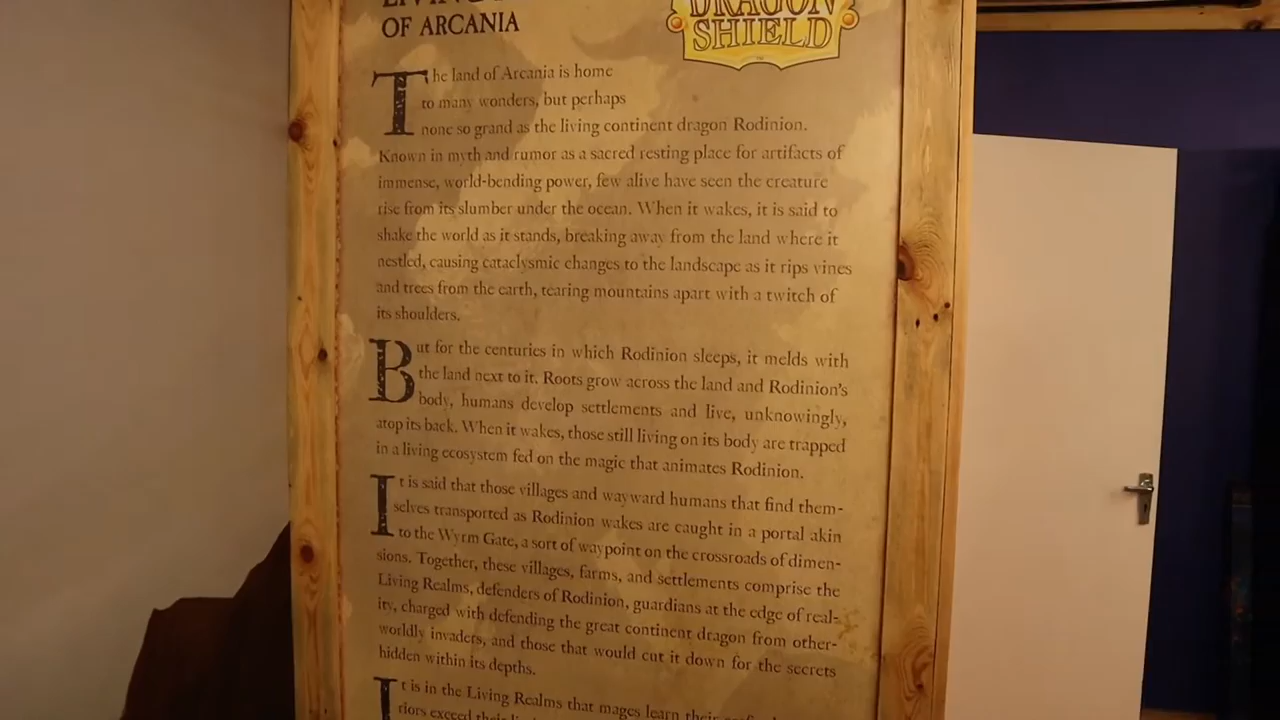 OF ARCANIA
DRAGON
SHIELD
The land of Arcania is home
to many wonders, but perhaps
none so grand as the living continent dragon Rodinion.
Known in myth and rumor as a sacred resting place for artifacts of
immense, world-bending power, few alive have seen the creature
rise from its slumber under the ocean. When it wakes, it is said to
shake the world as it stands, breaking away from the land where it
nestled, causing cataclysmic changes to the landscape as it rips vines
and trees from the earth, tearing mountains apart with a twitch of
its shoulders.
But for the centuries in which Rodinion sleeps, it melds with
the land next to it. Roots grow across the land and Rodinion's
body, humans develop settlements and live, unknowingly,
atop its back. When it wakes, those still living on its body are trapped
in a living ecosystem fed on the magic that animates Rodinion.
It is said that those villages and wayward humans that find them-
selves transported as Rodinion wakes are caught in a portal akin
to the Wyrm Gate, a sort of waypoint on the crossroads of dimen-
sions. Together, these villages, farms, and settlements comprise the
Living Realms, defenders of Rodinion, guardians at the edge of real-
ity, charged with defending the great continent dragon from other-
worldly invaders, and those that would cut it down for the secrets
hidden within its depths.
It is in the Living Realms that mages learn their
riors exceed their